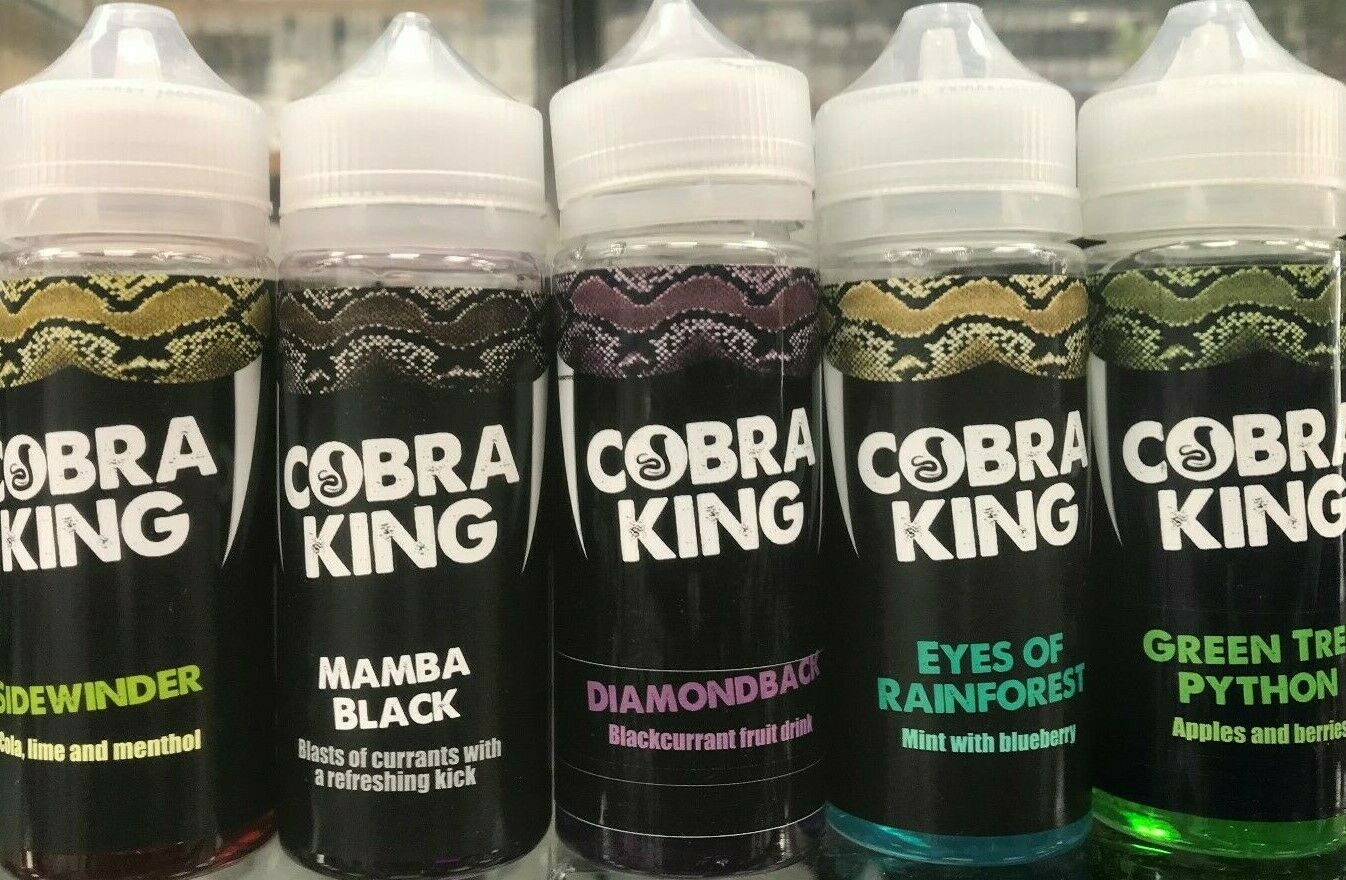 COBRA
KING
SIDEWINDER
Cola, lime and menthol
COBRA
KING
MAMBA
BLACK
Blasts of currants with
a refreshing kick
COBRA
KING
DIAMONDBACK
Blackcurrant fruit drink
COBRA
KING
EYES OF
RAINFOREST
Mint with blueberry
COBRA
KING
GREEN TRE
PYTHON
Apples and berries